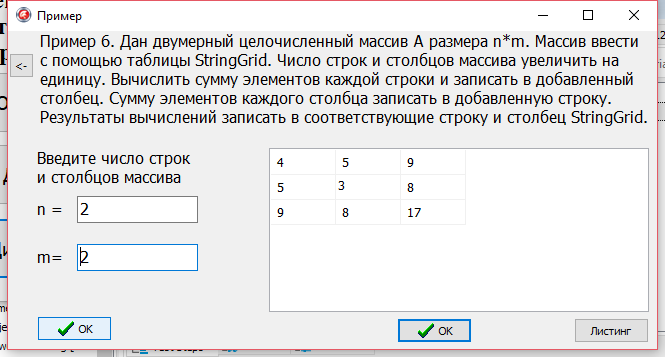 Пример
Пример 6. Дан двумерный целочисленный массив А размера n*m. Массив ввести
с помощью таблицы StringGrid. Число строк и столбцов массива увеличить на
<-
единицу. Вычислить сумму элементов каждой строки и записать в добавленный
столбец. Сумму элементов каждого столбца записать в добавленную строку.
Результаты вычислений записать в соответствующие строку и столбец StringGrid.
Введите число строк
и столбцов массива
n = 2
m= 2
4 5 9
5 3 8
9 8 17
OK
OK
Листинг